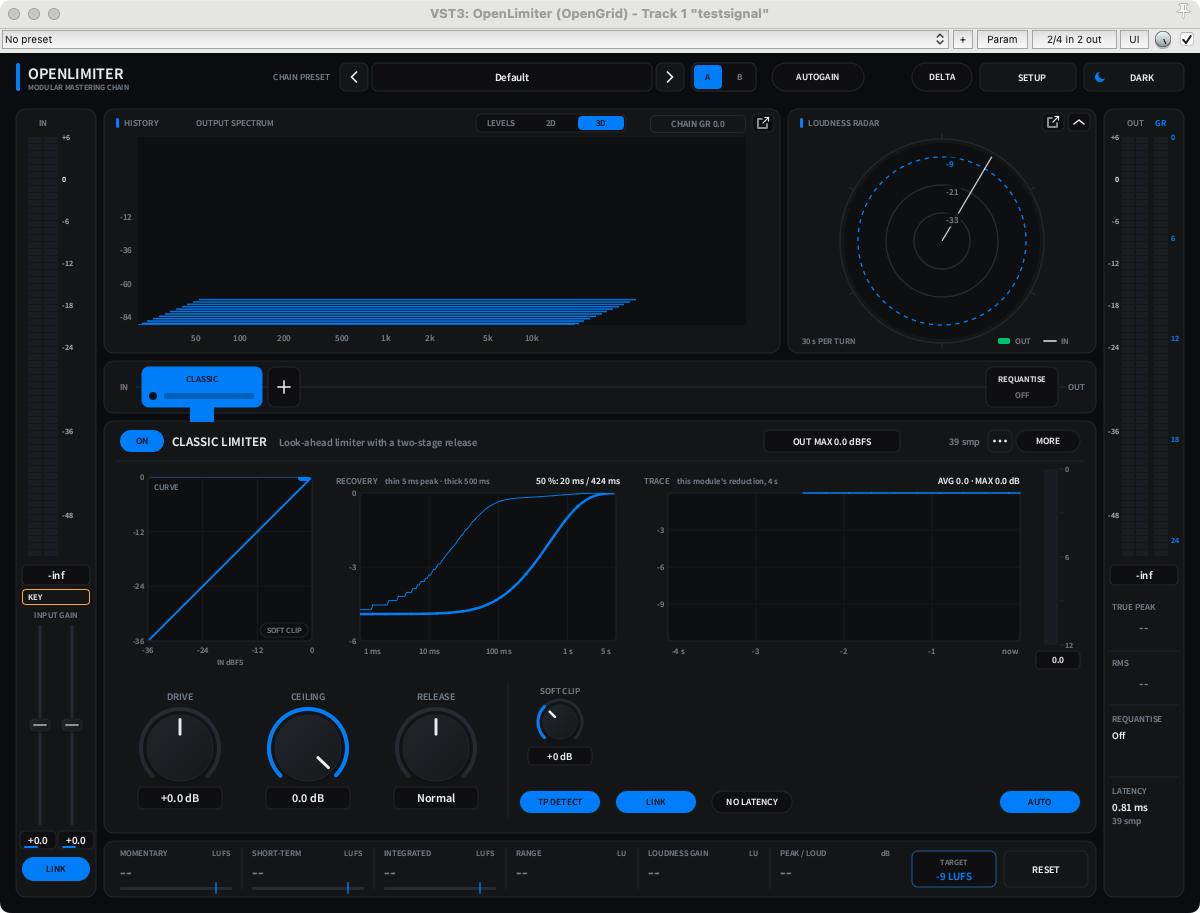 VST3: OpenLimiter (OpenGrid) - Track 1 "testsignal"
No preset
+
Param
2/4 in 2 out
UI
OPENLIMITER
MODULAR MASTERING CHAIN
CHAIN PRESET
Default
A
B
AUTOGAIN
DELTA
SETUP
DARK
IN
+6
0
-6
-12
-18
-24
-36
-48
-inf
KEY
INPUT GAIN
+0.0
+0.0
LINK
HISTORY
OUTPUT SPECTRUM
LEVELS
2D
3D
CHAIN GR 0.0
-12
-36
-60
-84
50
100
200
500
1k
2k
5k
10k
LOUDNESS RADAR
-9
-21
-33
30 s PER TURN
OUT
IN
IN
CLASSIC
+
REQUANTISE
OFF
OUT
ON
CLASSIC LIMITER
Look-ahead limiter with a two-stage release
OUT MAX 0.0 dBFS
39 smp
•••
MORE
CURVE
0
-12
-24
-36
-36
-24
-12
0
IN dBFS
SOFT CLIP
RECOVERY
thin 5 ms peak · thick 500 ms
50 %: 20 ms / 424 ms
0
-3
-6
1 ms
10 ms
100 ms
1 s
5 s
TRACE
this module's reduction, 4 s
AVG 0.0 · MAX 0.0 dB
-3
-6
-9
-4 s
-3
-2
-1
now
0
6
12
0.0
DRIVE
+0.0 dB
CEILING
0.0 dB
RELEASE
Normal
SOFT CLIP
+0 dB
TP DETECT
LINK
NO LATENCY
AUTO
MOMENTARY
LUFS
--
SHORT-TERM
LUFS
--
INTEGRATED
LUFS
--
RANGE
LU
--
LOUDNESS GAIN
LU
--
PEAK / LOUD
dB
--
TARGET
-9 LUFS
RESET
OUT
GR
+6
0
-6
-12
-18
-24
-36
-48
0
6
12
18
24
-inf
TRUE PEAK
--
RMS
--
REQUANTISE
Off
LATENCY
0.81 ms
39 smp